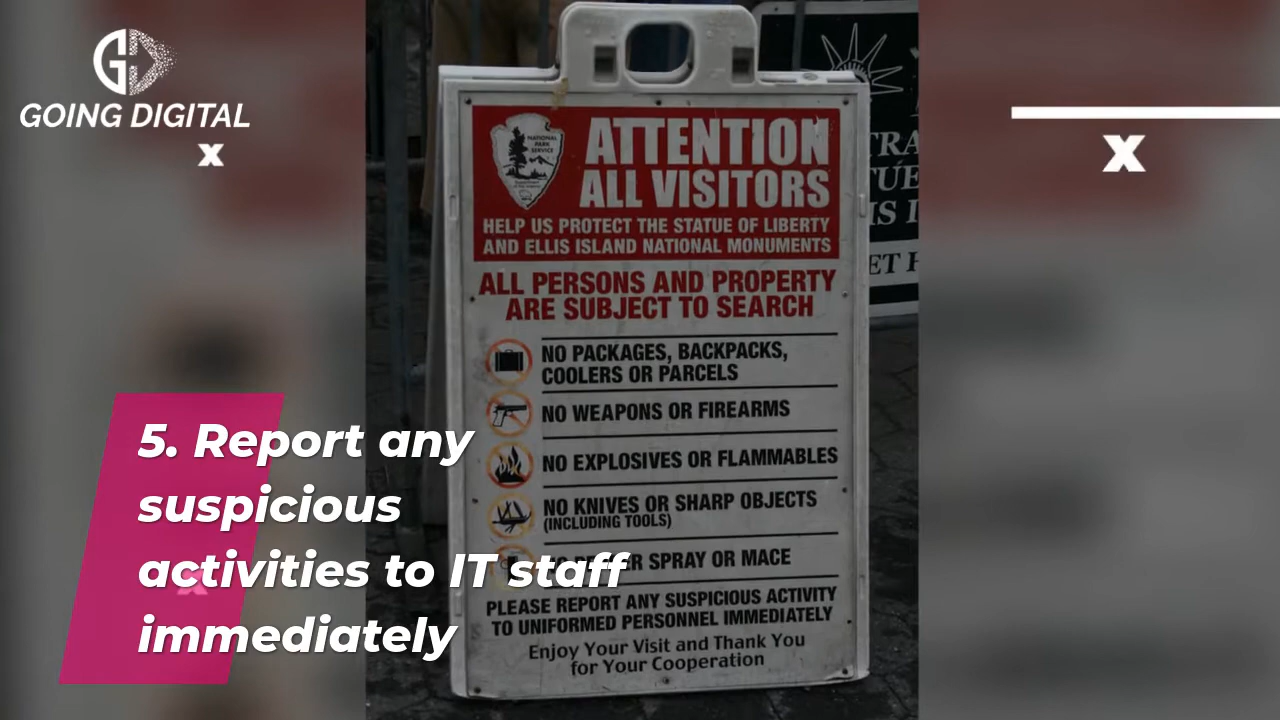 GOING DIGITAL
NATIONAL
PARK
SERVICE
ATTENTION
ALL VISITORS
HELP US PROTECT THE STATUE OF LIBERTY
AND ELLIS ISLAND NATIONAL MONUMENTS
ALL PERSONS AND PROPERTY
ARE SUBJECT TO SEARCH
NO PACKAGES, BACKPACKS,
COOLERS OR PARCELS
NO WEAPONS OR FIREARMS
NO EXPLOSIVES OR FLAMMABLES
NO KNIVES OR SHARP OBJECTS
(INCLUDING TOOLS)
SPRAY OR MACE
PLEASE REPORT ANY SUSPICIOUS ACTIVITY
TO UNIFORMED PERSONNEL IMMEDIATELY
Enjoy Your Visit and Thank You
for Your Cooperation
5. Report any
suspicious
activities to IT staff
immediately